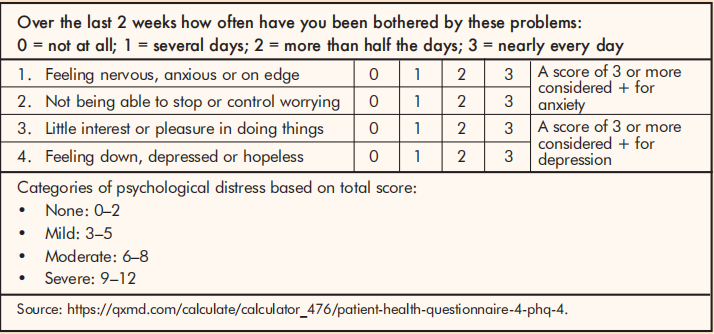 Over the last 2 weeks how often have you been bothered by these problems:
0 = not at all; 1 = several days; 2 = more than half the days; 3 = nearly every day
1. Feeling nervous, anxious or on edge 0 1 2 3 A score of 3 or more
considered + for
anxiety
2. Not being able to stop or control worrying 0 1 2 3
3. Little interest or pleasure in doing things 0 1 2 3 A score of 3 or more
considered + for
depression
4. Feeling down, depressed or hopeless 0 1 2 3
Categories of psychological distress based on total score:
• None: 0–2
• Mild: 3–5
• Moderate: 6–8
• Severe: 9–12
Source: https://qxmd.com/calculate/calculator_476/patient-health-questionnaire-4-phq-4.